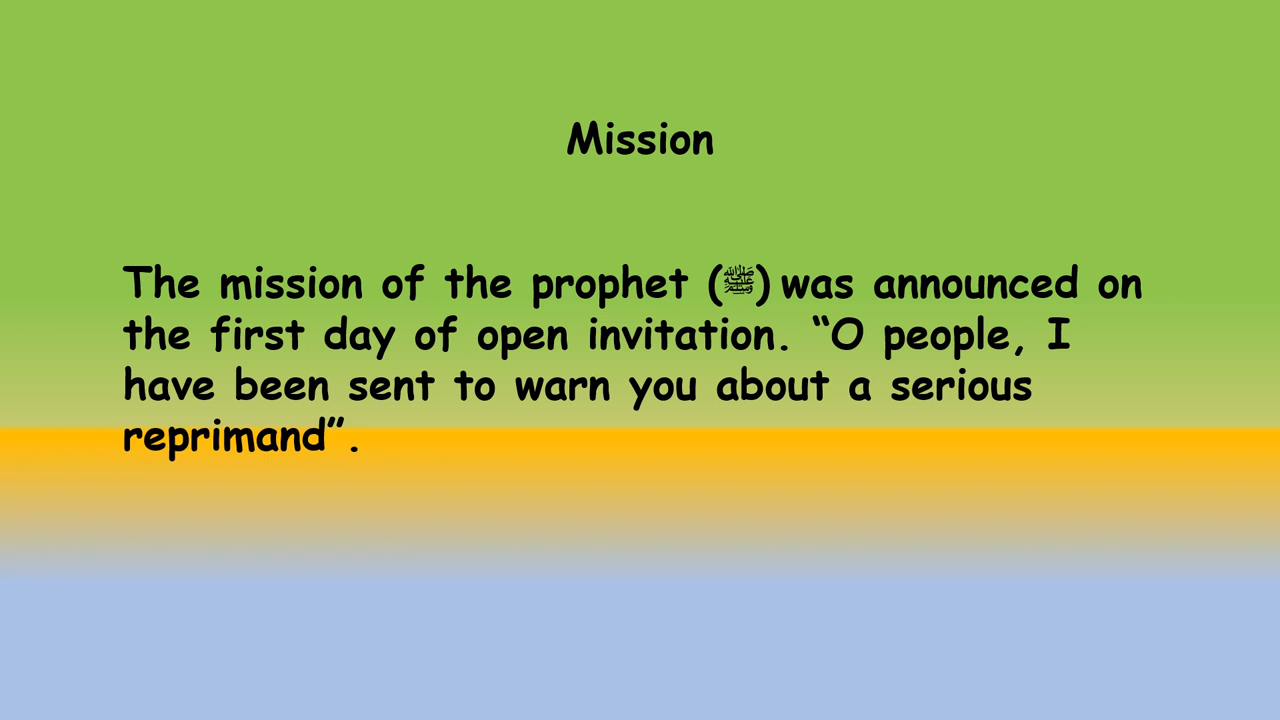 Mission
The mission of the prophet (ﷺ) was announced on
the first day of open invitation. “O people, I
have been sent to warn you about a serious
reprimand”.